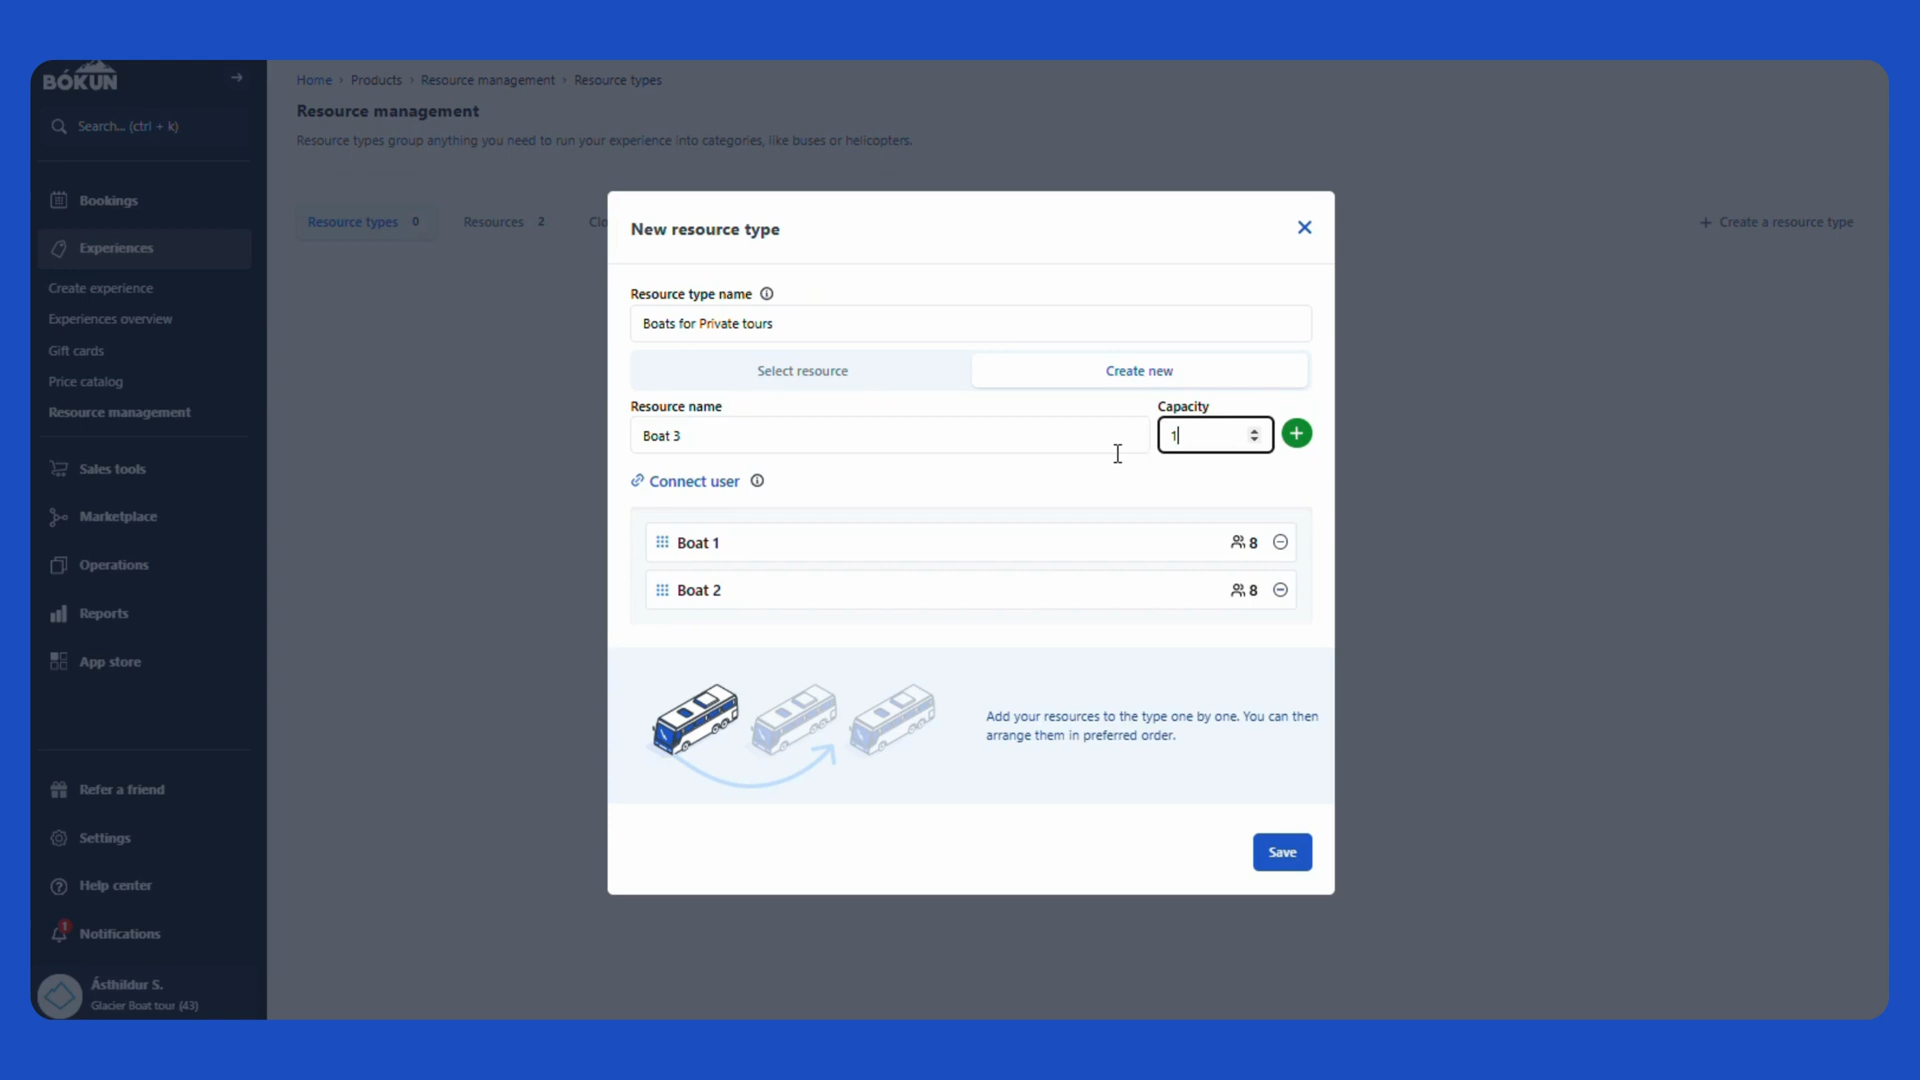 BÓKUN
Search... (ctrl + k)
Bookings
Experiences
Create experience
Experiences overview
Gift cards
Price catalog
Resource management
Sales tools
Marketplace
Operations
Reports
App store
Refer a friend
Settings
Help center
1
Notifications
Ásthildur S.
Glacier Boat tour (43)
Home › Products › Resource management › Resource types
Resource management
Resource types group anything you need to run your experience into categories, like buses or helicopters.
Resource types 0 Resources 2 Clo
+ Create a resource type
New resource type
Resource type name
Boats for Private tours
Select resource Create new
Resource name Capacity
Boat 3 1
Connect user
Boat 1 8
Boat 2 8
Add your resources to the type one by one. You can then
arrange them in preferred order.
Save